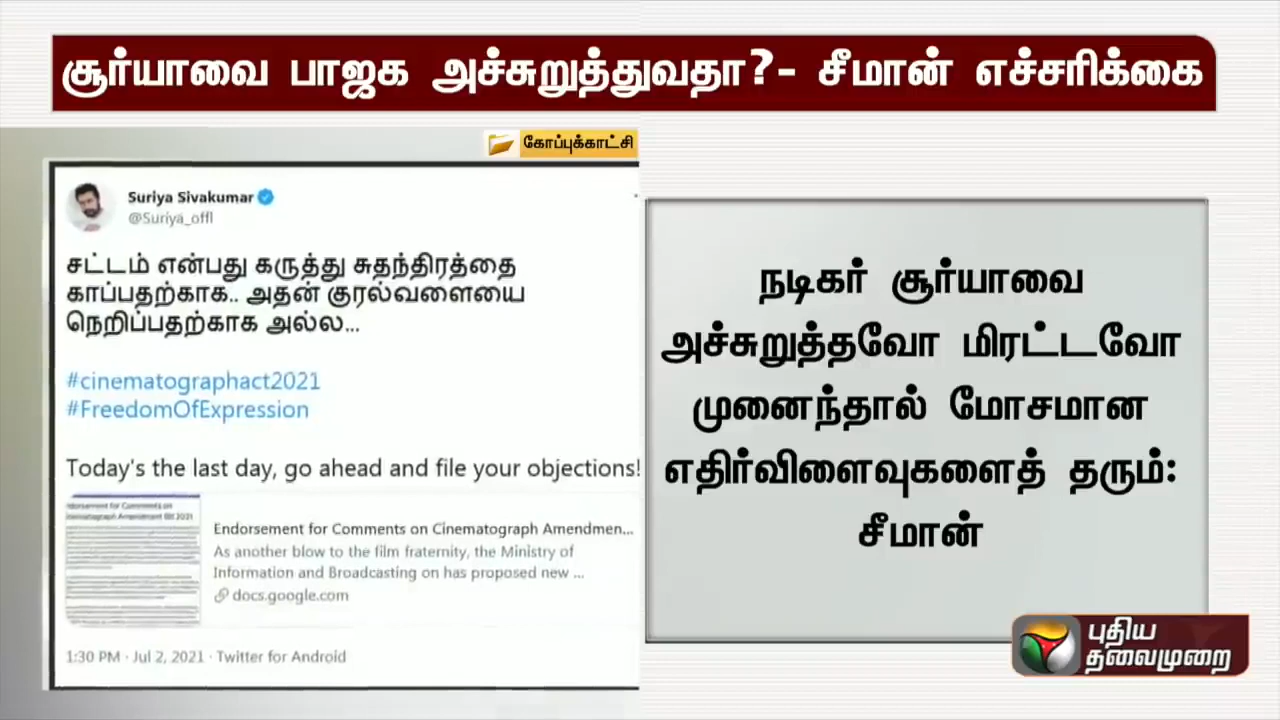 சூர்யாவை பாஜக அச்சுறுத்துவதா?- சீமான் எச்சரிக்கை
கோப்புக்காட்சி
Suriya Sivakumar
@Suriya_offl
சட்டம் என்பது கருத்து சுதந்திரத்தை
காப்பதற்காக.. அதன் குரல்வளையை
நெறிப்பதற்காக அல்ல...
#cinematographact2021
#FreedomOfExpression
Today's the last day, go ahead and file your objections!
Endorsement for Comments on Cinematograph Amendmen...
As another blow to the film fraternity, the Ministry of
Information and Broadcasting on has proposed new ...
docs.google.com
1:30 PM · Jul 2, 2021 · Twitter for Android
நடிகர் சூர்யாவை
அச்சுறுத்தவோ மிரட்டவோ
முனைந்தால் மோசமான
எதிர்விளைவுகளைத் தரும்:
சீமான்
புதிய
தலைமுறை